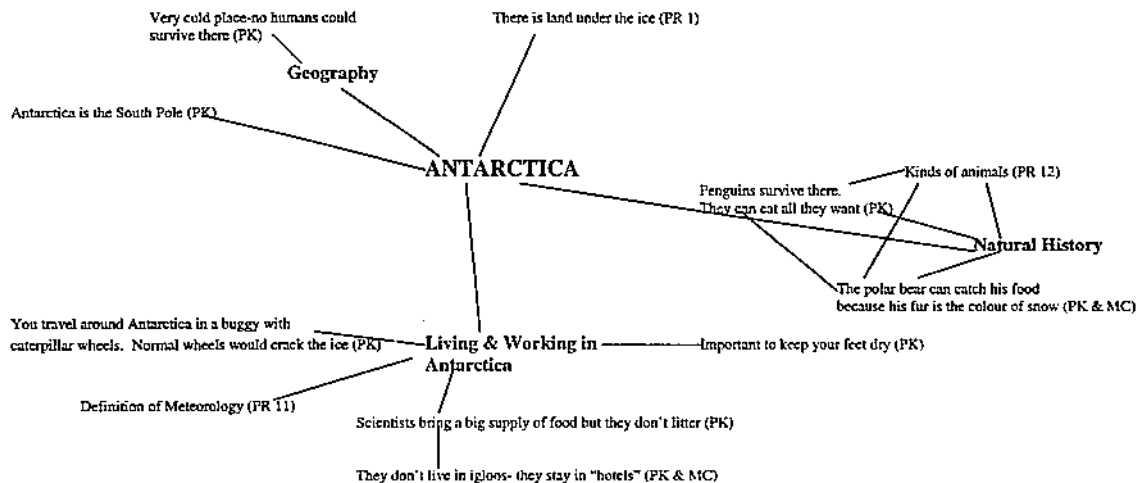 Very cold place-no humans could
survive there (PK)
There is land under the ice (PR 1)
Geography
Antarctica is the South Pole (PK)
ANTARCTICA
Kinds of animals (PR 12)
Penguins survive there.
They can eat all they want (PK)
Natural History
The polar bear can catch his food
because his fur is the colour of snow (PK & MC)
You travel around Antarctica in a buggy with
caterpillar wheels. Normal wheels would crack the ice (PK)
Living & Working in
Antarctica
Important to keep your feet dry (PK)
Definition of Meteorology (PR 11)
Scientists bring a big supply of food but they don't litter (PK)
They don't live in igloos- they stay in "hotels" (PK & MC)